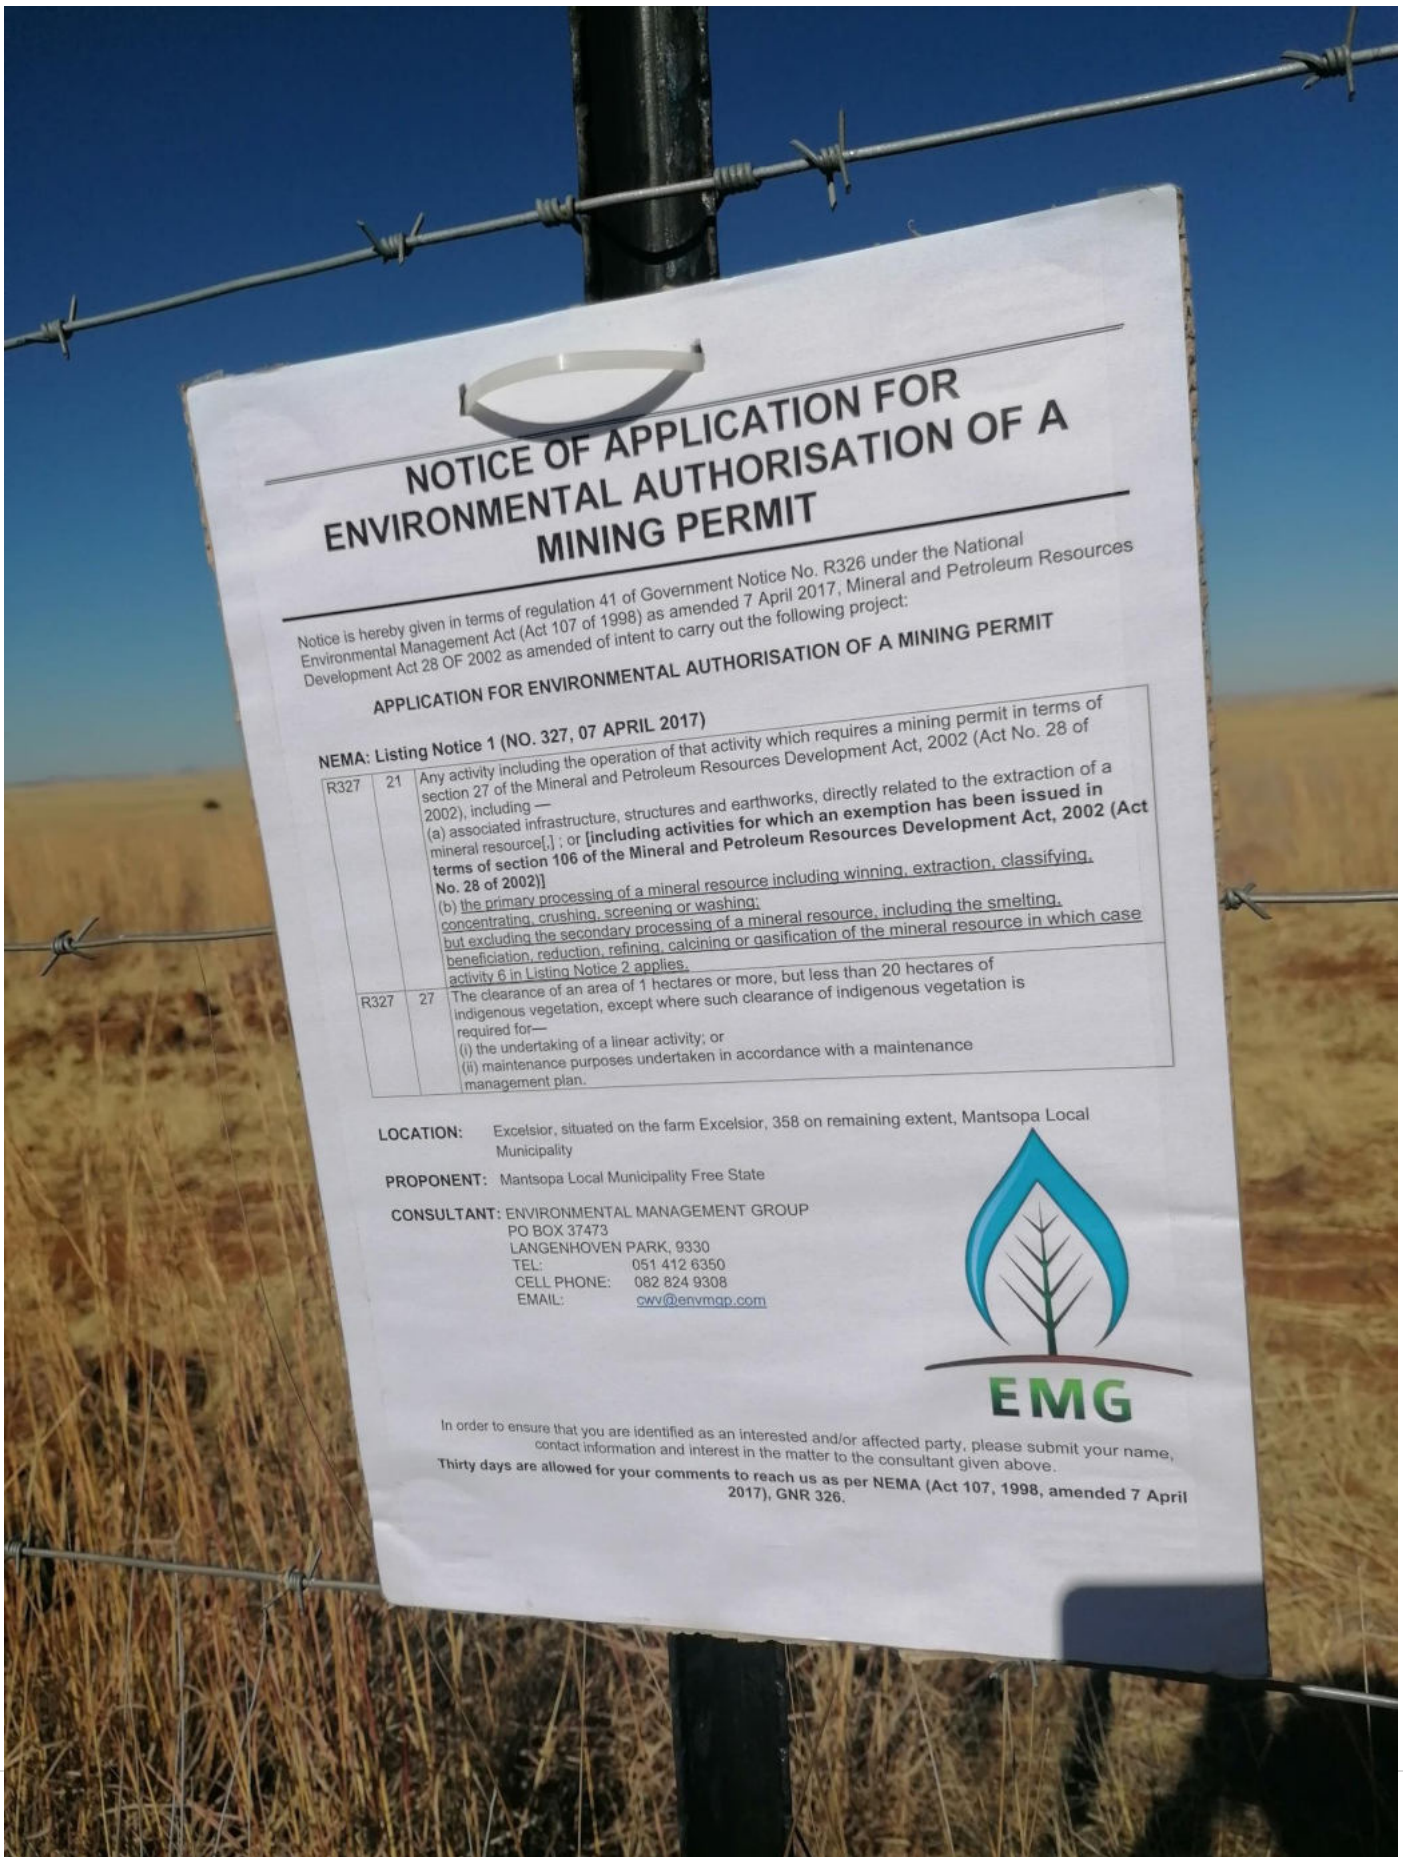 NOTICE OF APPLICATION FOR
ENVIRONMENTAL AUTHORISATION OF A
MINING PERMIT
Notice is hereby given in terms of regulation 41 of Government Notice No. R326 under the National
Environmental Management Act (Act 107 of 1998) as amended 7 April 2017, Mineral and Petroleum Resources
Development Act 28 OF 2002 as amended of intent to carry out the following project:
APPLICATION FOR ENVIRONMENTAL AUTHORISATION OF A MINING PERMIT
NEMA: Listing Notice 1 (NO. 327, 07 APRIL 2017)
R327 21 Any activity including the operation of that activity which requires a mining permit in terms of
section 27 of the Mineral and Petroleum Resources Development Act, 2002 (Act No. 28 of
2002), including —
(a) associated infrastructure, structures and earthworks, directly related to the extraction of a
mineral resource[,] ; or [including activities for which an exemption has been issued in
terms of section 106 of the Mineral and Petroleum Resources Development Act, 2002 (Act
No. 28 of 2002)]
(b) the primary processing of a mineral resource including winning, extraction, classifying,
concentrating, crushing, screening or washing;
but excluding the secondary processing of a mineral resource, including the smelting,
beneficiation, reduction, refining, calcining or gasification of the mineral resource in which case
activity 6 in Listing Notice 2 applies.
R327 27 The clearance of an area of 1 hectares or more, but less than 20 hectares of
indigenous vegetation, except where such clearance of indigenous vegetation is
required for—
(i) the undertaking of a linear activity; or
(ii) maintenance purposes undertaken in accordance with a maintenance
management plan.
LOCATION: Excelsior, situated on the farm Excelsior, 358 on remaining extent, Mantsopa Local
Municipality
PROPONENT: Mantsopa Local Municipality Free State
CONSULTANT: ENVIRONMENTAL MANAGEMENT GROUP
PO BOX 37473
LANGENHOVEN PARK, 9330
TEL: 051 412 6350
CELL PHONE: 082 824 9308
EMAIL: cwv@envmgp.com
EMG
In order to ensure that you are identified as an interested and/or affected party, please submit your name,
contact information and interest in the matter to the consultant given above.
Thirty days are allowed for your comments to reach us as per NEMA (Act 107, 1998, amended 7 April
2017), GNR 326.